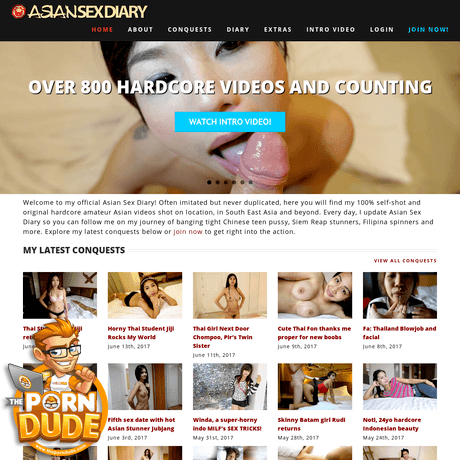 ASIANSEXDIARY
HOME ABOUT CONQUESTS DIARY EXTRAS INTRO VIDEO LOGIN JOIN NOW!
OVER 800 HARDCORE VIDEOS AND COUNTING
WATCH INTRO VIDEO!
Welcome to my official Asian Sex Diary! Often imitated but never duplicated, here you will find my 100% self-shot and
original hardcore amateur Asian videos shot on location, in South East Asia and beyond. Every day, I update Asian Sex
Diary so you can follow me on my journey of banging tight Chinese teen pussy, Siem Reap stunners, Filipina spinners and
more. Explore my latest conquests below or join now to get right into the action.
MY LATEST CONQUESTS
VIEW ALL CONQUESTS
Horny Thai Student Jiji
Rocks My World
June 13th, 2017
Thai Girl Next Door
Chompoo, Plr's Twin
Sister
June 11th, 2017
Cute Thai Fon thanks me
proper for new boobs
June 9th, 2017
Fa: Thailand Blowjob and
facial
June 8th, 2017
Fifth sex date with hot
Asian Stunner Jubjang
June 3rd, 2017
Winda, a super-horny
indo MILF's SEX TRICKS!
May 31st, 2017
Skinny Batam girl Rudi
returns
May 28th, 2017
Noti, 24yo hardcore
Indonesian beauty
May 24th, 2017
THE
PORN
DUDE